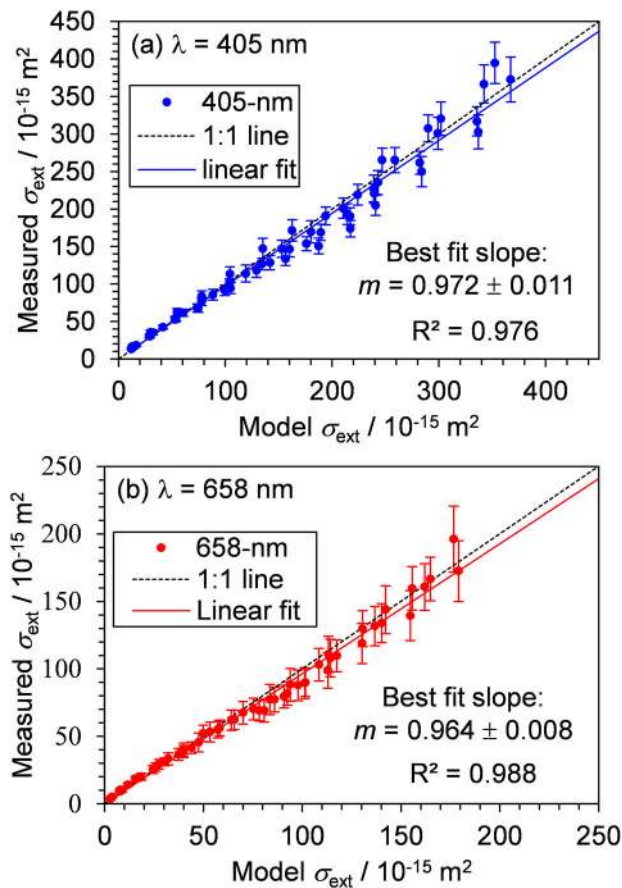 (a) λ = 405 nm
405-nm
1:1 line
linear fit
Best fit slope:
m = 0.972 ± 0.011
R² = 0.976
Measured σext / 10⁻¹⁵ m²
450
400
350
300
250
200
150
100
50
0
0 100 200 300 400
Model σext / 10⁻¹⁵ m²
(b) λ = 658 nm
658-nm
1:1 line
Linear fit
Best fit slope:
m = 0.964 ± 0.008
R² = 0.988
Measured σext / 10⁻¹⁵ m²
250
200
150
100
50
0
0 50 100 150 200 250
Model σext / 10⁻¹⁵ m²